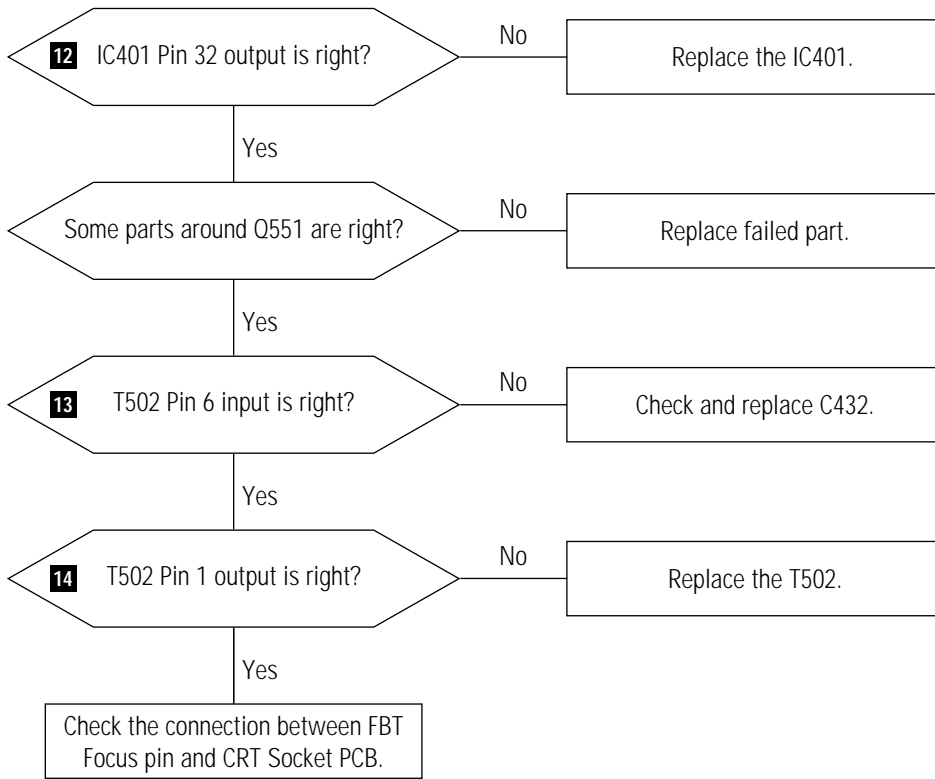 12 IC401 Pin 32 output is right?
No
Replace the IC401.
Yes
Some parts around Q551 are right?
No
Replace failed part.
Yes
13 T502 Pin 6 input is right?
No
Check and replace C432.
Yes
14 T502 Pin 1 output is right?
No
Replace the T502.
Yes
Check the connection between FBT
Focus pin and CRT Socket PCB.